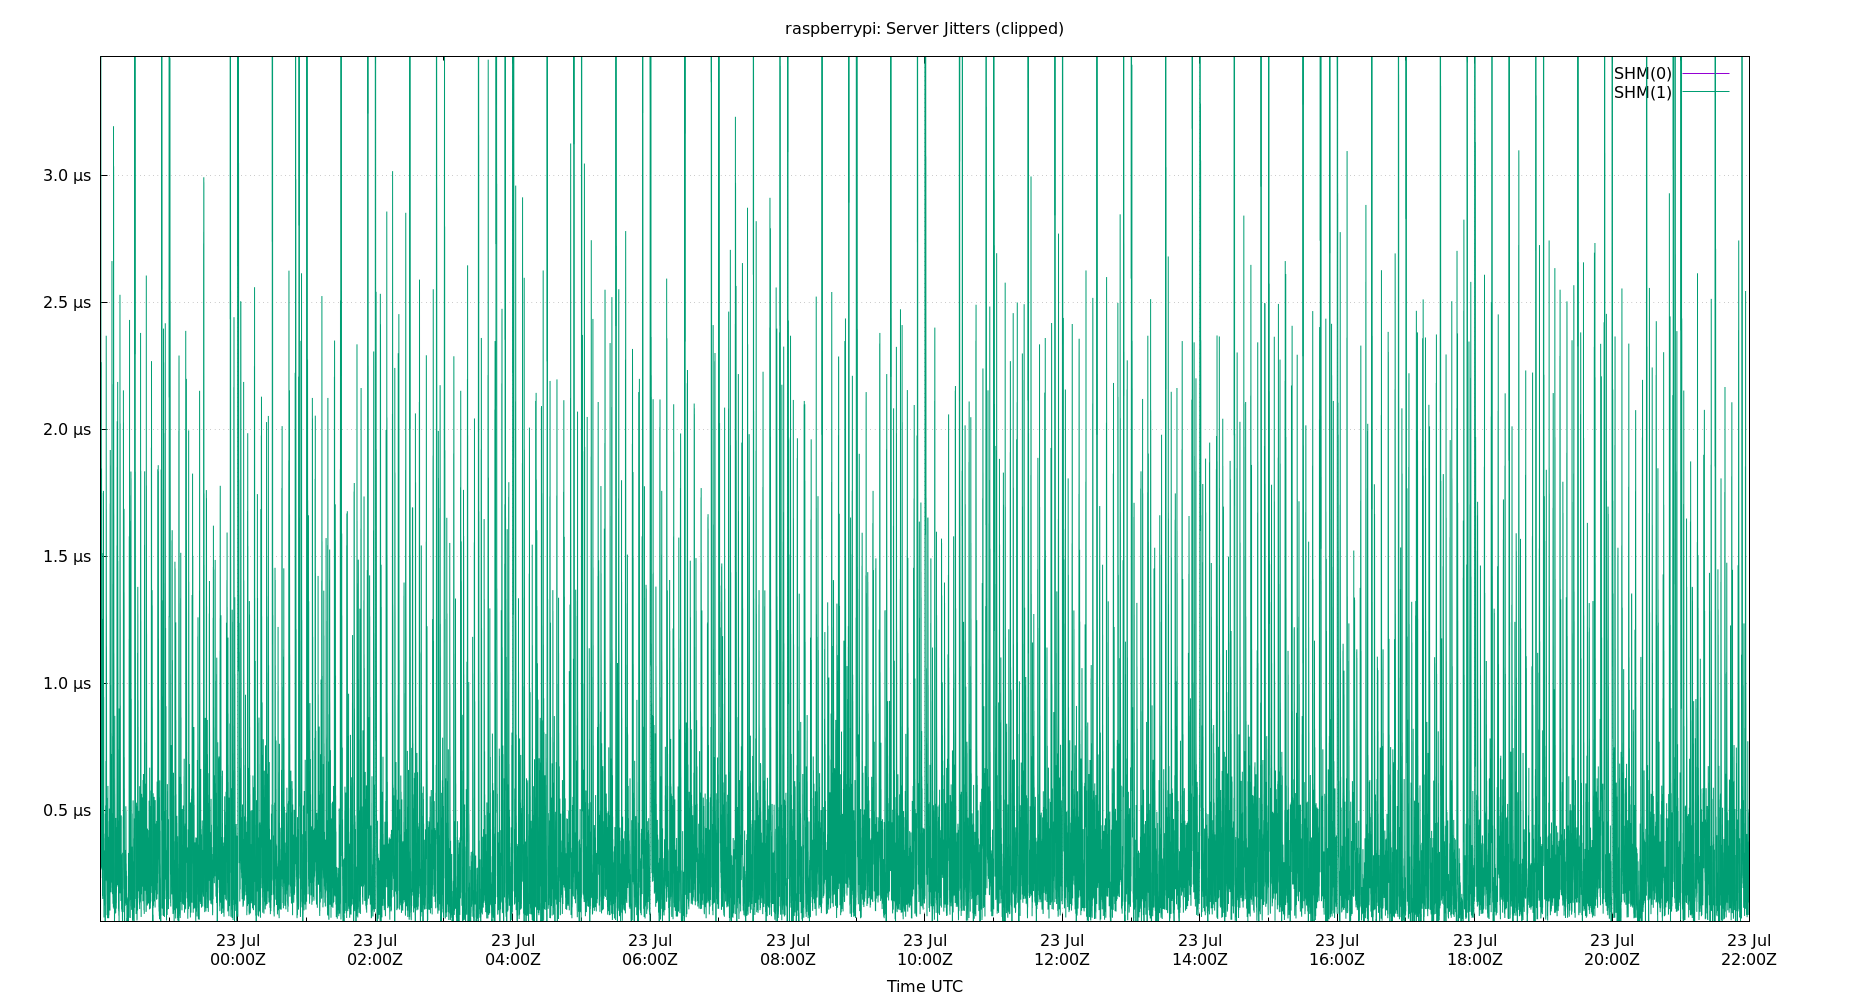 raspberrypi: Server Jitters (clipped)
SHM(0)
SHM(1)
3.0 µs
2.5 µs
2.0 µs
1.5 µs
1.0 µs
0.5 µs
23 Jul 23 Jul 23 Jul 23 Jul 23 Jul 23 Jul 23 Jul 23 Jul 23 Jul 23 Jul 23 Jul 23 Jul
00:00Z 02:00Z 04:00Z 06:00Z 08:00Z 10:00Z 12:00Z 14:00Z 16:00Z 18:00Z 20:00Z 22:00Z
Time UTC